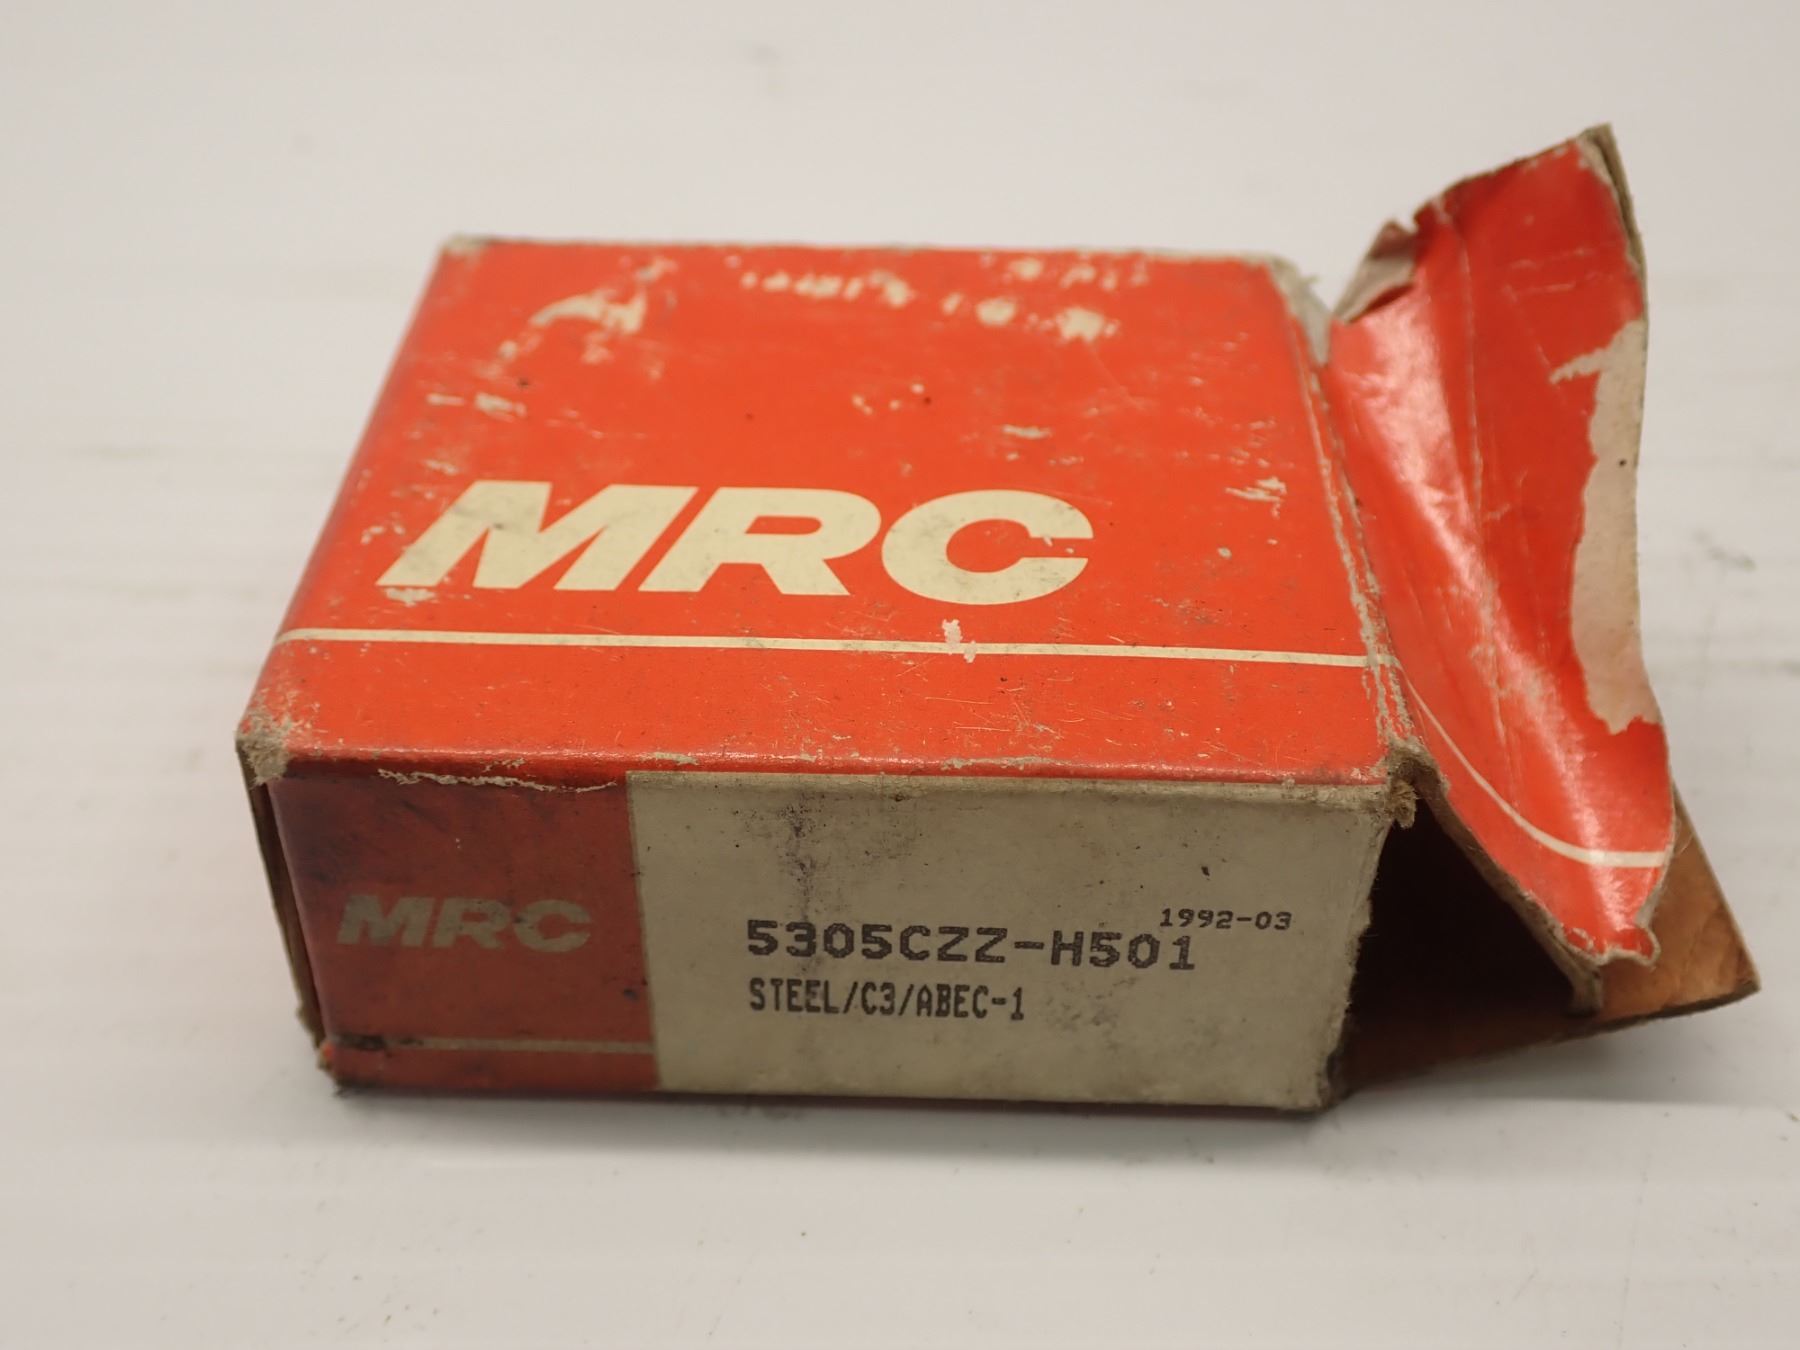 MRC
MRC
1992-03
5305CZZ-H501
STEEL/C3/ABEC-1